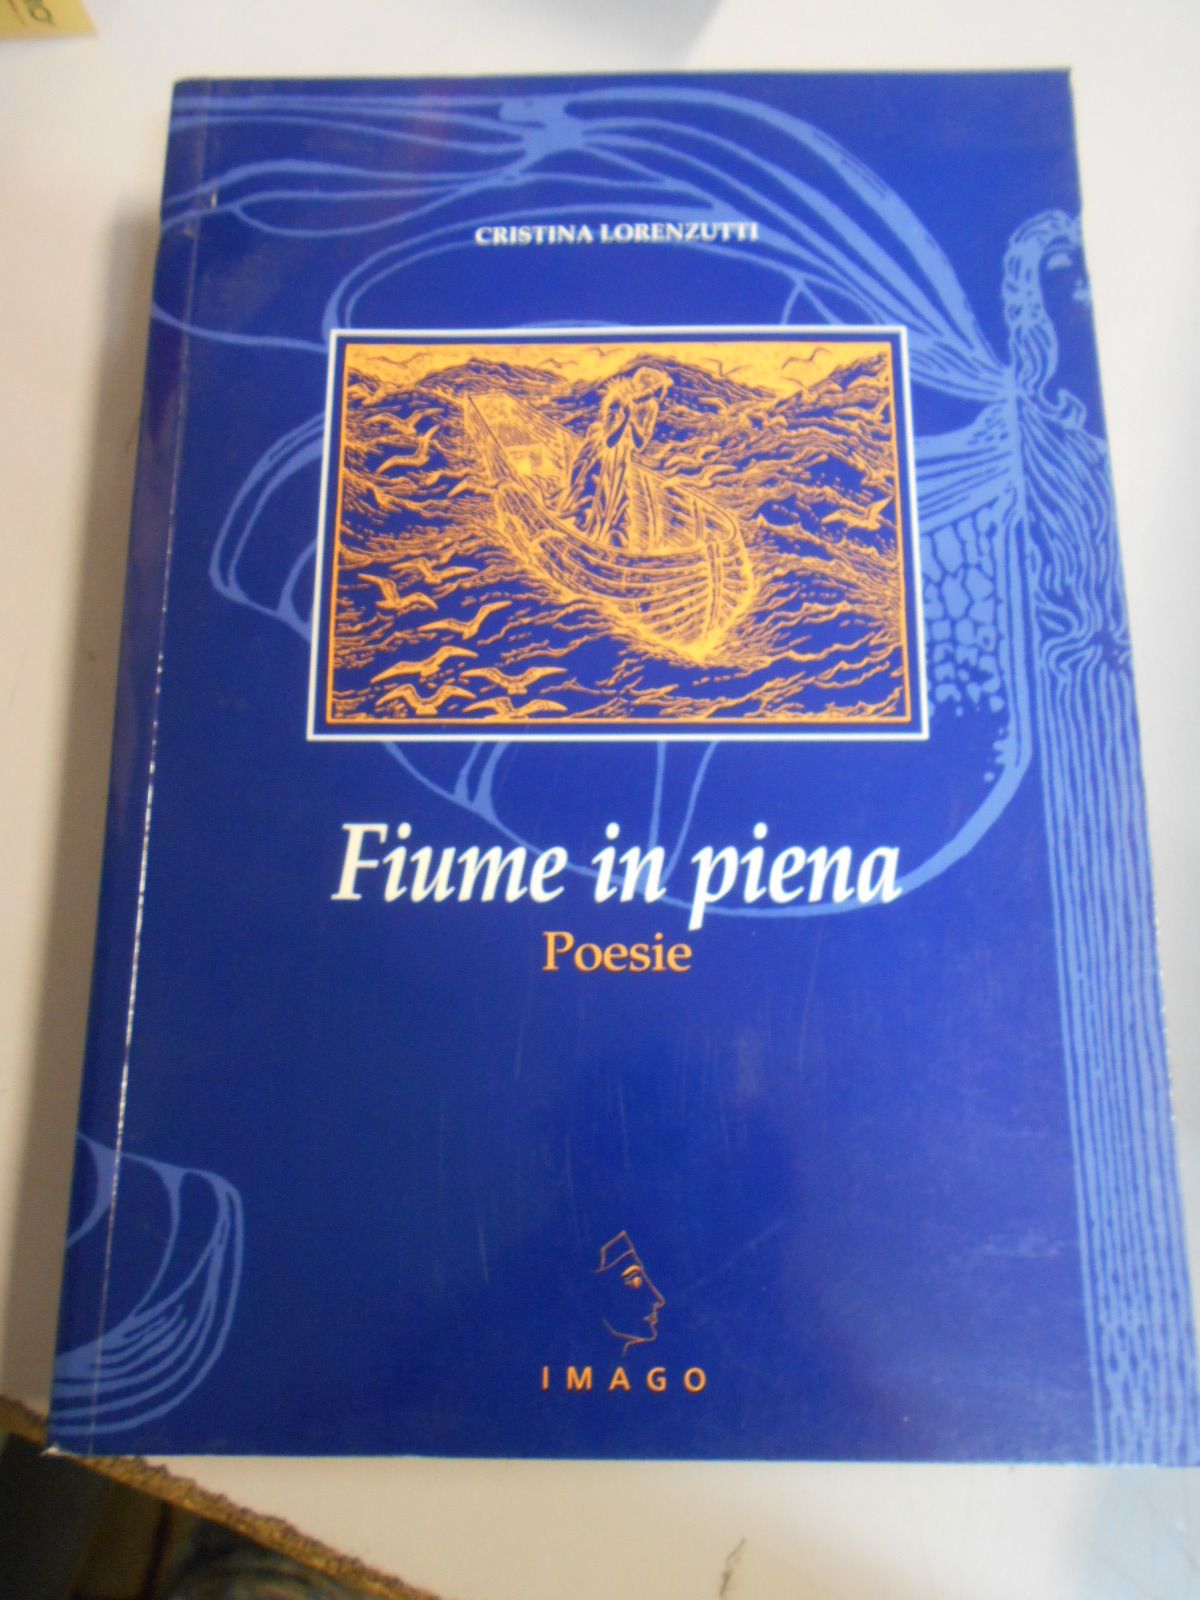 CRISTINA LORENZUTTI
Fiume in piena
Poesie
IMAGO